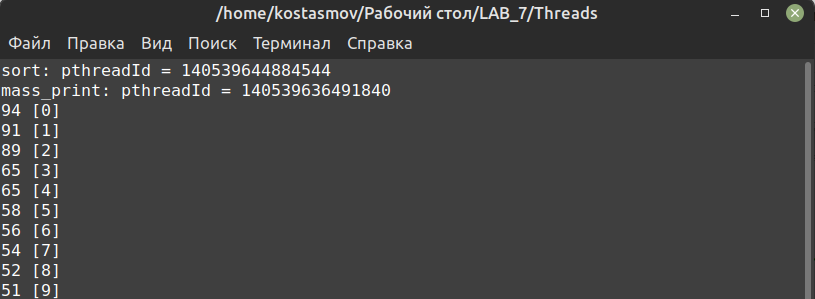 /home/kostasmov/Рабочий стол/LAB_7/Threads
Файл Правка Вид Поиск Терминал Справка
sort: pthreadId = 140539644884544
mass_print: pthreadId = 140539636491840
94 [0]
91 [1]
89 [2]
65 [3]
65 [4]
58 [5]
56 [6]
54 [7]
52 [8]
51 [9]